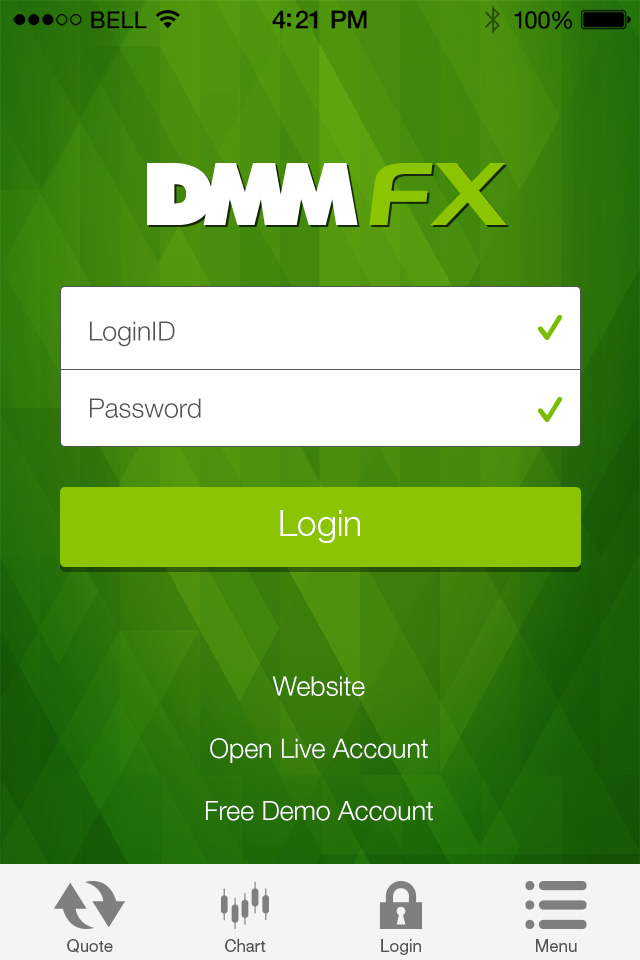 BELL 4:21 PM 100%
DMM FX
LoginID
Password
Login
Website
Open Live Account
Free Demo Account
Quote Chart Login Menu